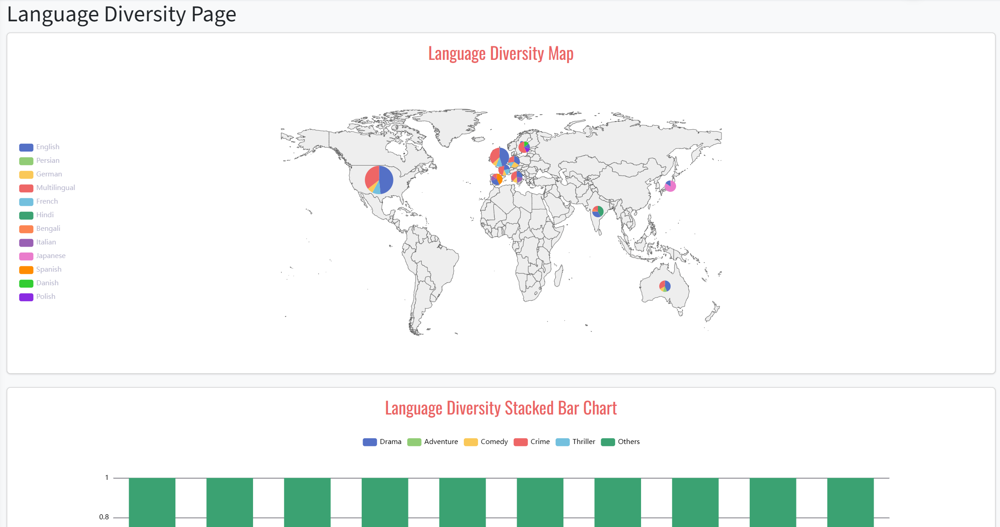 Language Diversity Page
Language Diversity Map
English
Persian
German
Multilingual
French
Hindi
Bengali
Italian
Japanese
Spanish
Danish
Polish
Language Diversity Stacked Bar Chart
Drama Adventure Comedy Crime Thriller Others
1
0.8